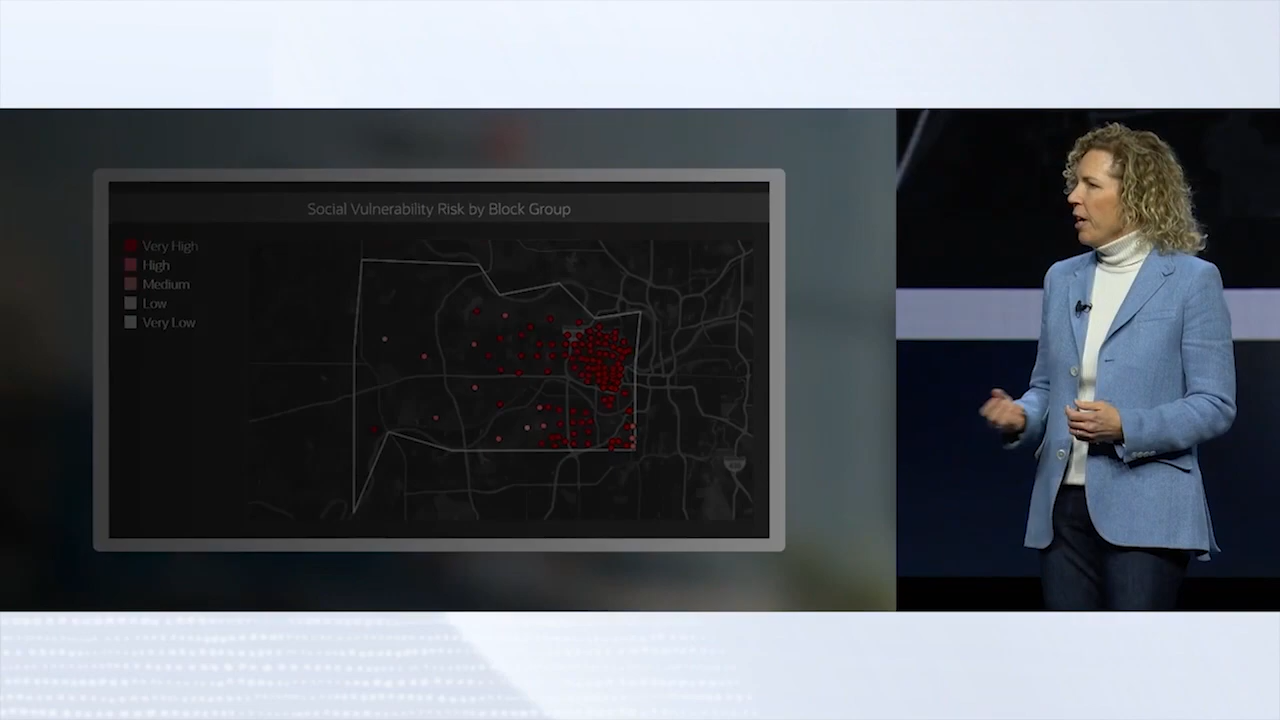 Social Vulnerability Risk by Block Group
Very High
High
Medium
Low
Very Low